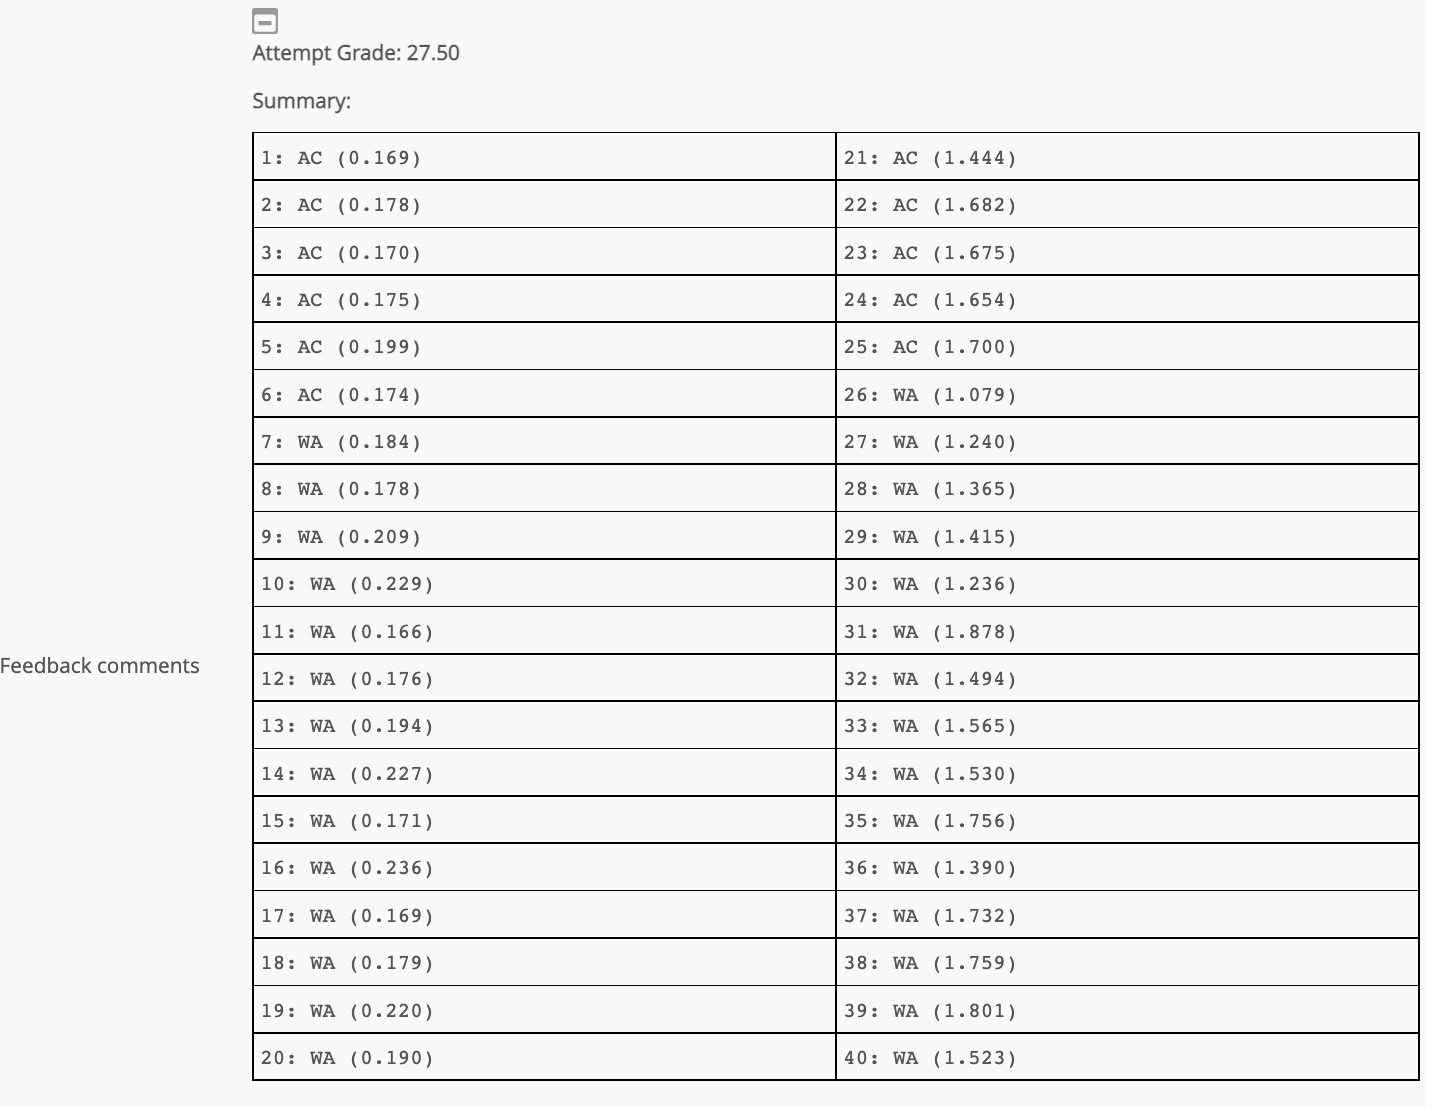 Attempt Grade: 27.50
Summary:
1: AC (0.169) 21: AC (1.444)
2: AC (0.178) 22: AC (1.682)
3: AC (0.170) 23: AC (1.675)
4: AC (0.175) 24: AC (1.654)
5: AC (0.199) 25: AC (1.700)
6: AC (0.174) 26: WA (1.079)
7: WA (0.184) 27: WA (1.240)
8: WA (0.178) 28: WA (1.365)
9: WA (0.209) 29: WA (1.415)
10: WA (0.229) 30: WA (1.236)
11: WA (0.166) 31: WA (1.878)
Feedback comments
12: WA (0.176) 32: WA (1.494)
13: WA (0.194) 33: WA (1.565)
14: WA (0.227) 34: WA (1.530)
15: WA (0.171) 35: WA (1.756)
16: WA (0.236) 36: WA (1.390)
17: WA (0.169) 37: WA (1.732)
18: WA (0.179) 38: WA (1.759)
19: WA (0.220) 39: WA (1.801)
20: WA (0.190) 40: WA (1.523)